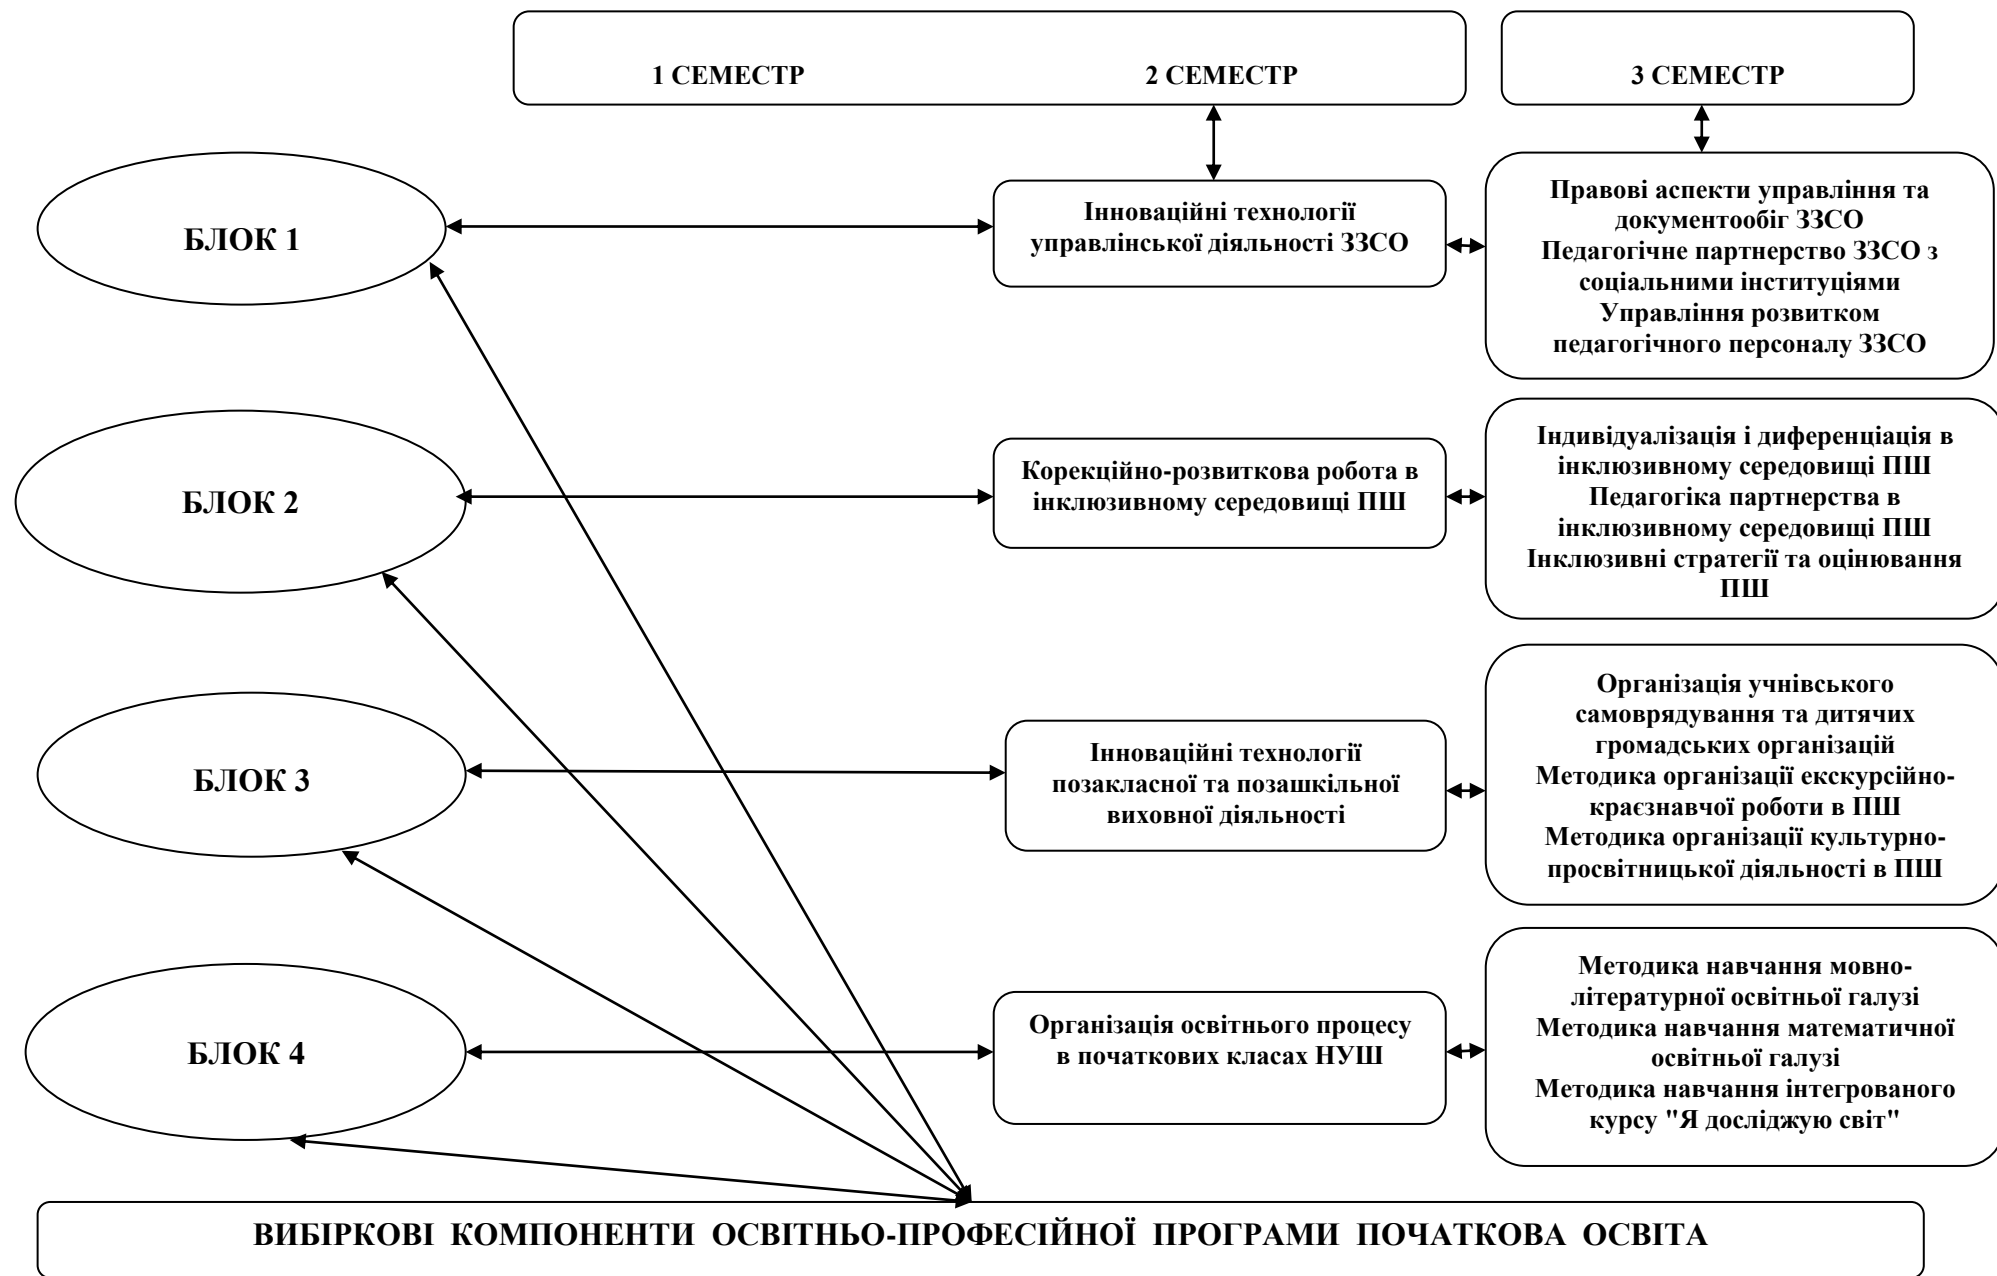 1 СЕМЕСТР
2 СЕМЕСТР
3 СЕМЕСТР
БЛОК 1
Інноваційні технології
управлінської діяльності ЗЗСО
Правові аспекти управління та
документообіг ЗЗСО
Педагогічне партнерство ЗЗСО з
соціальними інституціями
Управління розвитком
педагогічного персоналу ЗЗСО
БЛОК 2
Корекційно-розвиткова робота в
інклюзивному середовищі ПШ
Індивідуалізація і диференціація в
інклюзивному середовищі ПШ
Педагогіка партнерства в
інклюзивному середовищі ПШ
Інклюзивні стратегії та оцінювання
ПШ
БЛОК 3
Інноваційні технології
позакласної та позашкільної
виховної діяльності
Організація учнівського
самоврядування та дитячих
громадських організацій
Методика організації екскурсійно-
краєзнавчої роботи в ПШ
Методика організації культурно-
просвітницької діяльності в ПШ
БЛОК 4
Організація освітнього процесу
в початкових класах НУШ
Методика навчання мовно-
літературної освітньої галузі
Методика навчання математичної
освітньої галузі
Методика навчання інтегрованого
курсу "Я досліджую світ"
ВИБІРКОВІ КОМПОНЕНТИ ОСВІТНЬО-ПРОФЕСІЙНОЇ ПРОГРАМИ ПОЧАТКОВА ОСВІТА